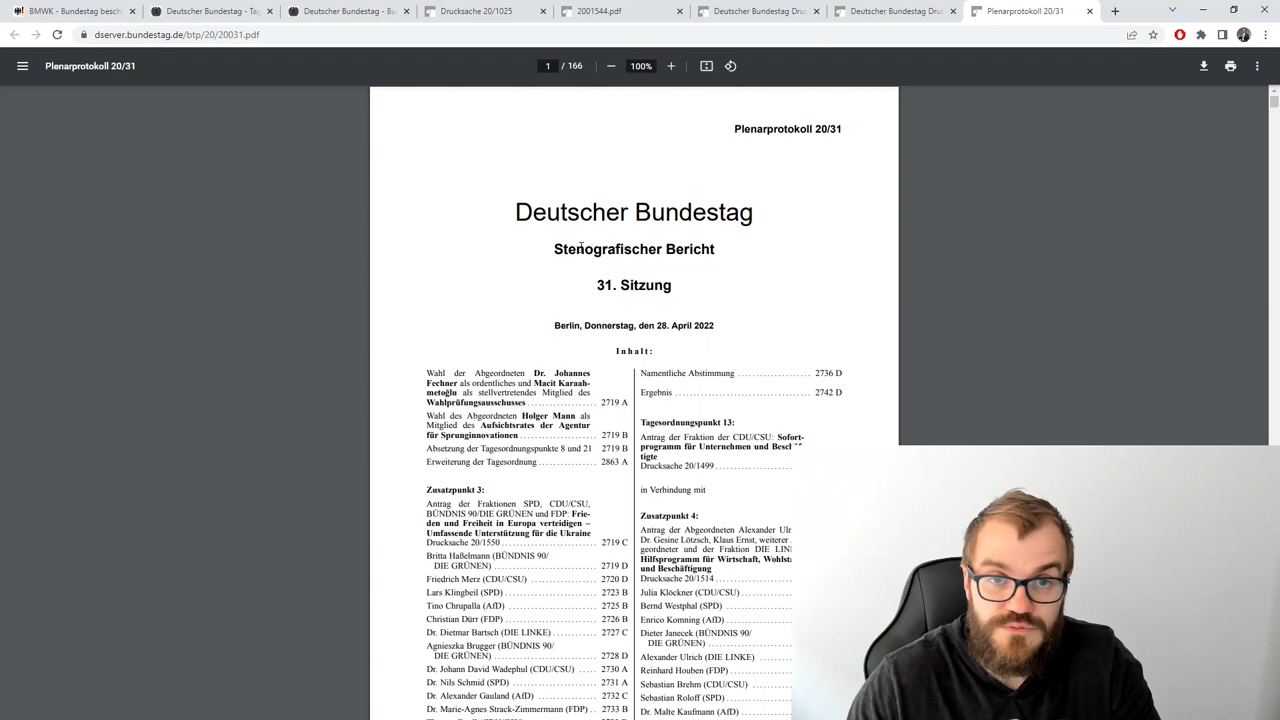 BMWK - Bundestag besch
Deutscher Bundestag - Tag
Deutscher Bundestag - Bu
Drucksache 20/1025
2001544.pdf
Deutscher Bundestag Druc
Deutscher Bundestag Druc
Plenarprotokoll 20/31
dserver.bundestag.de/btp/20/20031.pdf
Plenarprotokoll 20/31
1 / 166
100%
Plenarprotokoll 20/31
Deutscher Bundestag
Stenografischer Bericht
31. Sitzung
Berlin, Donnerstag, den 28. April 2022
Inhalt:
Wahl der Abgeordneten Dr. Johannes
Fechner als ordentliches und Macit Karaah-
metoğlu als stellvertretendes Mitglied des
Wahlprüfungsausschusses 2719 A
Wahl des Abgeordneten Holger Mann als
Mitglied des Aufsichtsrates der Agentur
für Sprunginnovationen 2719 B
Absetzung der Tagesordnungspunkte 8 und 21 2719 B
Erweiterung der Tagesordnung 2863 A
Zusatzpunkt 3:
Antrag der Fraktionen SPD, CDU/CSU,
BÜNDNIS 90/DIE GRÜNEN und FDP: Frie-
den und Freiheit in Europa verteidigen –
Umfassende Unterstützung für die Ukraine
Drucksache 20/1550 2719 C
Britta Haßelmann (BÜNDNIS 90/
DIE GRÜNEN) 2719 D
Friedrich Merz (CDU/CSU) 2720 D
Lars Klingbeil (SPD) 2723 B
Tino Chrupalla (AfD) 2725 B
Christian Dürr (FDP) 2726 B
Dr. Dietmar Bartsch (DIE LINKE) 2727 C
Agnieszka Brugger (BÜNDNIS 90/
DIE GRÜNEN) 2728 D
Dr. Johann David Wadephul (CDU/CSU) 2730 A
Dr. Nils Schmid (SPD) 2731 A
Dr. Alexander Gauland (AfD) 2732 C
Dr. Marie-Agnes Strack-Zimmermann (FDP) 2733 B
Namentliche Abstimmung 2736 D
Ergebnis 2742 D
Tagesordnungspunkt 13:
Antrag der Fraktion der CDU/CSU: Sofort-
programm für Unternehmen und Besch
tigte
Drucksache 20/1499
in Verbindung mit
Zusatzpunkt 4:
Antrag der Abgeordneten Alexander Ulr
Dr. Gesine Lötzsch, Klaus Ernst, weiterer
geordneter und der Fraktion DIE LIN
Hilfsprogramm für Wirtschaft, Wohlst
und Beschäftigung
Drucksache 20/1514
Julia Klöckner (CDU/CSU)
Bernd Westphal (SPD)
Enrico Komning (AfD)
Dieter Janecek (BÜNDNIS 90/
DIE GRÜNEN)
Alexander Ulrich (DIE LINKE)
Reinhard Houben (FDP)
Sebastian Brehm (CDU/CSU)
Sebastian Roloff (SPD)
Dr. Malte Kaufmann (AfD)